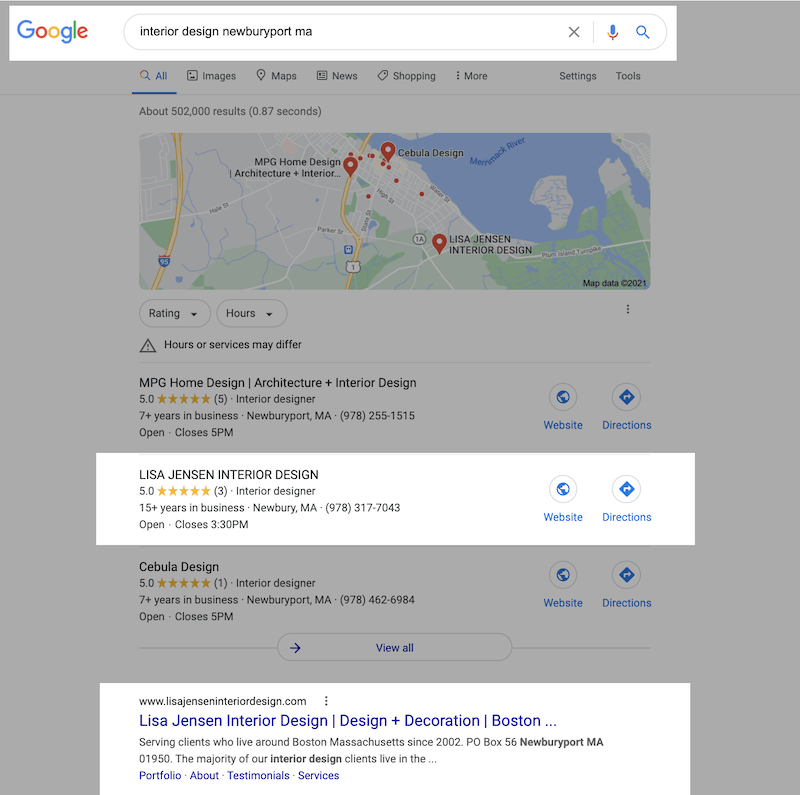 Google
interior design newburyport ma
All Images Maps News Shopping More Settings Tools
About 502,000 results (0.87 seconds)
MPG Home Design
| Architecture + Interior...
Cebula Design
Merrimack River
Water St
High St
Hale St
State St
Parker St
1A
LISA JENSEN
INTERIOR DESIGN
Plum Island Turnpike
95
1
Map data ©2021
Rating Hours
Hours or services may differ
MPG Home Design | Architecture + Interior Design
5.0 (5) · Interior designer
7+ years in business · Newburyport, MA · (978) 255-1515
Open · Closes 5PM
Website Directions
LISA JENSEN INTERIOR DESIGN
5.0 (3) · Interior designer
15+ years in business · Newbury, MA · (978) 317-7043
Open · Closes 3:30PM
Website Directions
Cebula Design
5.0 (1) · Interior designer
7+ years in business · Newburyport, MA · (978) 462-6984
Open · Closes 5PM
Website Directions
View all
www.lisajenseninteriordesign.com
Lisa Jensen Interior Design | Design + Decoration | Boston ...
Serving clients who live around Boston Massachusetts since 2002. PO Box 56 Newburyport MA
01950. The majority of our interior design clients live in the ...
Portfolio · About · Testimonials · Services